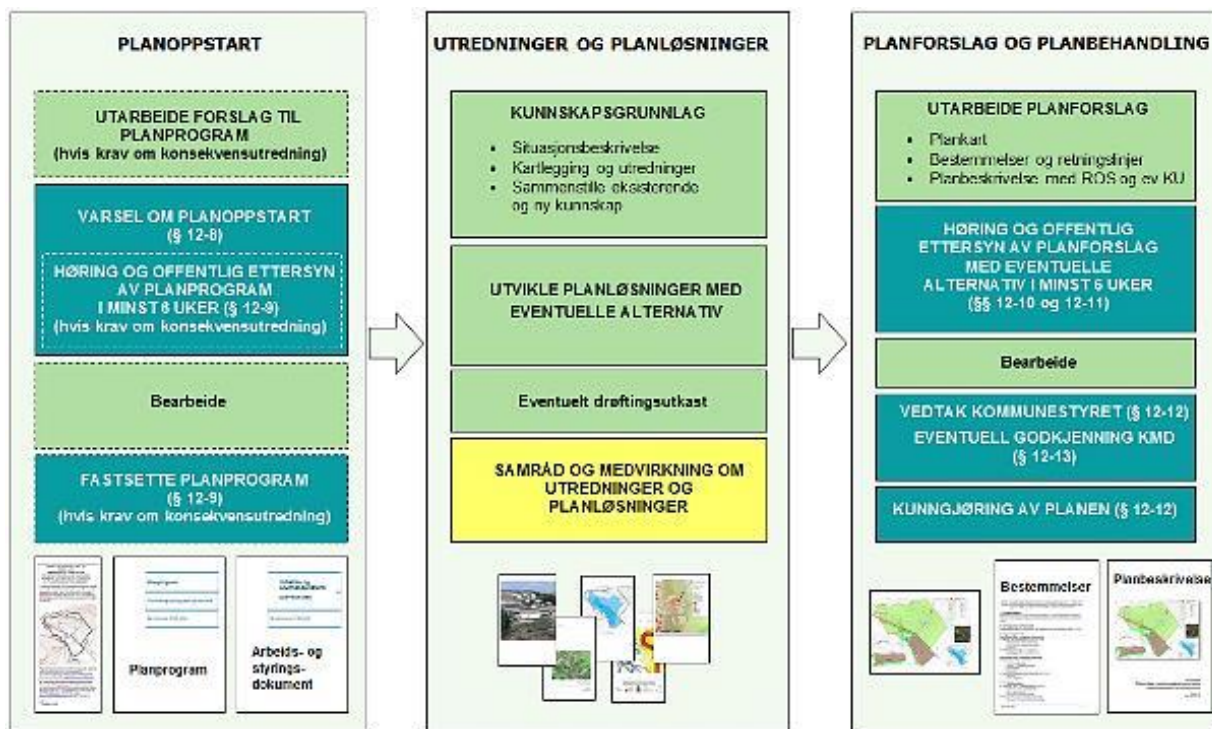 PLANOPPSTART
UTARBEIDE FORSLAG TIL
PLANPROGRAM
(hvis krav om konsekvensutredning)
VARSEL OM PLANOPPSTART
(§ 12-8)
HØRING OG OFFENTLIG ETTERSYN
AV PLANPROGRAM
I MINST 6 UKER (§ 12-9)
(hvis krav om konsekvensutredning)
Bearbeide
FASTSETTE PLANPROGRAM
(§ 12-9)
(hvis krav om konsekvensutredning)
Planprogram
Arbeids- og
styrings-
dokument
UTREDNINGER OG PLANLØSNINGER
KUNNSKAPSGRUNNLAG
• Situasjonsbeskrivelse
• Kartlegging og utredninger
• Sammenstille eksisterende
og ny kunnskap
UTVIKLE PLANLØSNINGER MED
EVENTUELLE ALTERNATIV
Eventuelt drøftingsutkast
SAMRÅD OG MEDVIRKNING OM
UTREDNINGER OG
PLANLØSNINGER
PLANFORSLAG OG PLANBEHANDLING
UTARBEIDE PLANFORSLAG
• Plankart
• Bestemmelser og retningslinjer
• Planbeskrivelse med ROS og ev KU
HØRING OG OFFENTLIG
ETTERSYN AV PLANFORSLAG
MED EVENTUELLE
ALTERNATIV I MINST 6 UKER
(§§ 12-10 og 12-11)
Bearbeide
VEDTAK KOMMUNESTYRET (§ 12-12)
EVENTUELL GODKJENNING KMD
(§ 12-13)
KUNNGJØRING AV PLANEN (§ 12-12)
Bestemmelser
Planbeskrivelse